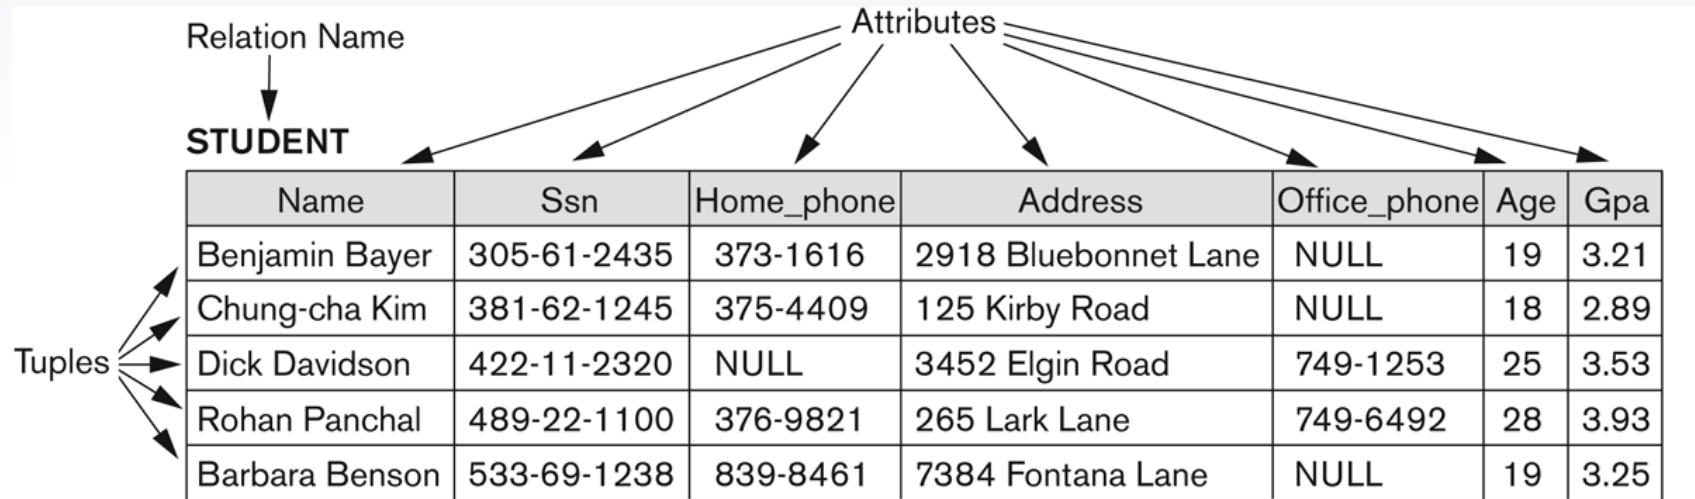 Attributes
Relation Name
STUDENT
Name Ssn Home_phone Address Office_phone Age Gpa
Benjamin Bayer 305-61-2435 373-1616 2918 Bluebonnet Lane NULL 19 3.21
Chung-cha Kim 381-62-1245 375-4409 125 Kirby Road NULL 18 2.89
Tuples Dick Davidson 422-11-2320 NULL 3452 Elgin Road 749-1253 25 3.53
Rohan Panchal 489-22-1100 376-9821 265 Lark Lane 749-6492 28 3.93
Barbara Benson 533-69-1238 839-8461 7384 Fontana Lane NULL 19 3.25